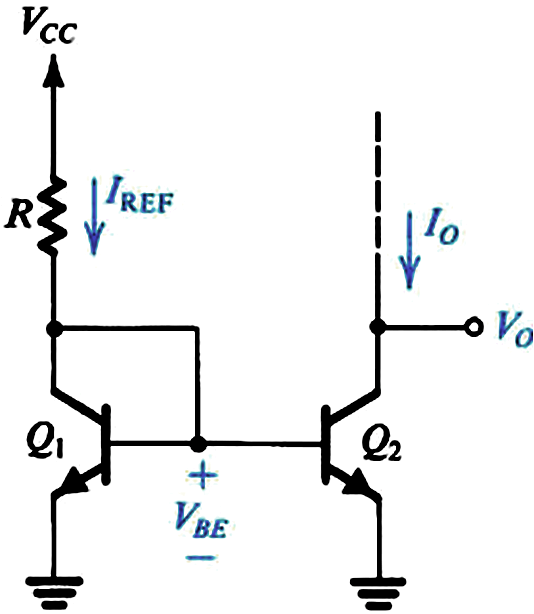 V_CC
R
I_REF
I_O
V_O
Q_1
Q_2
+
V_BE
−